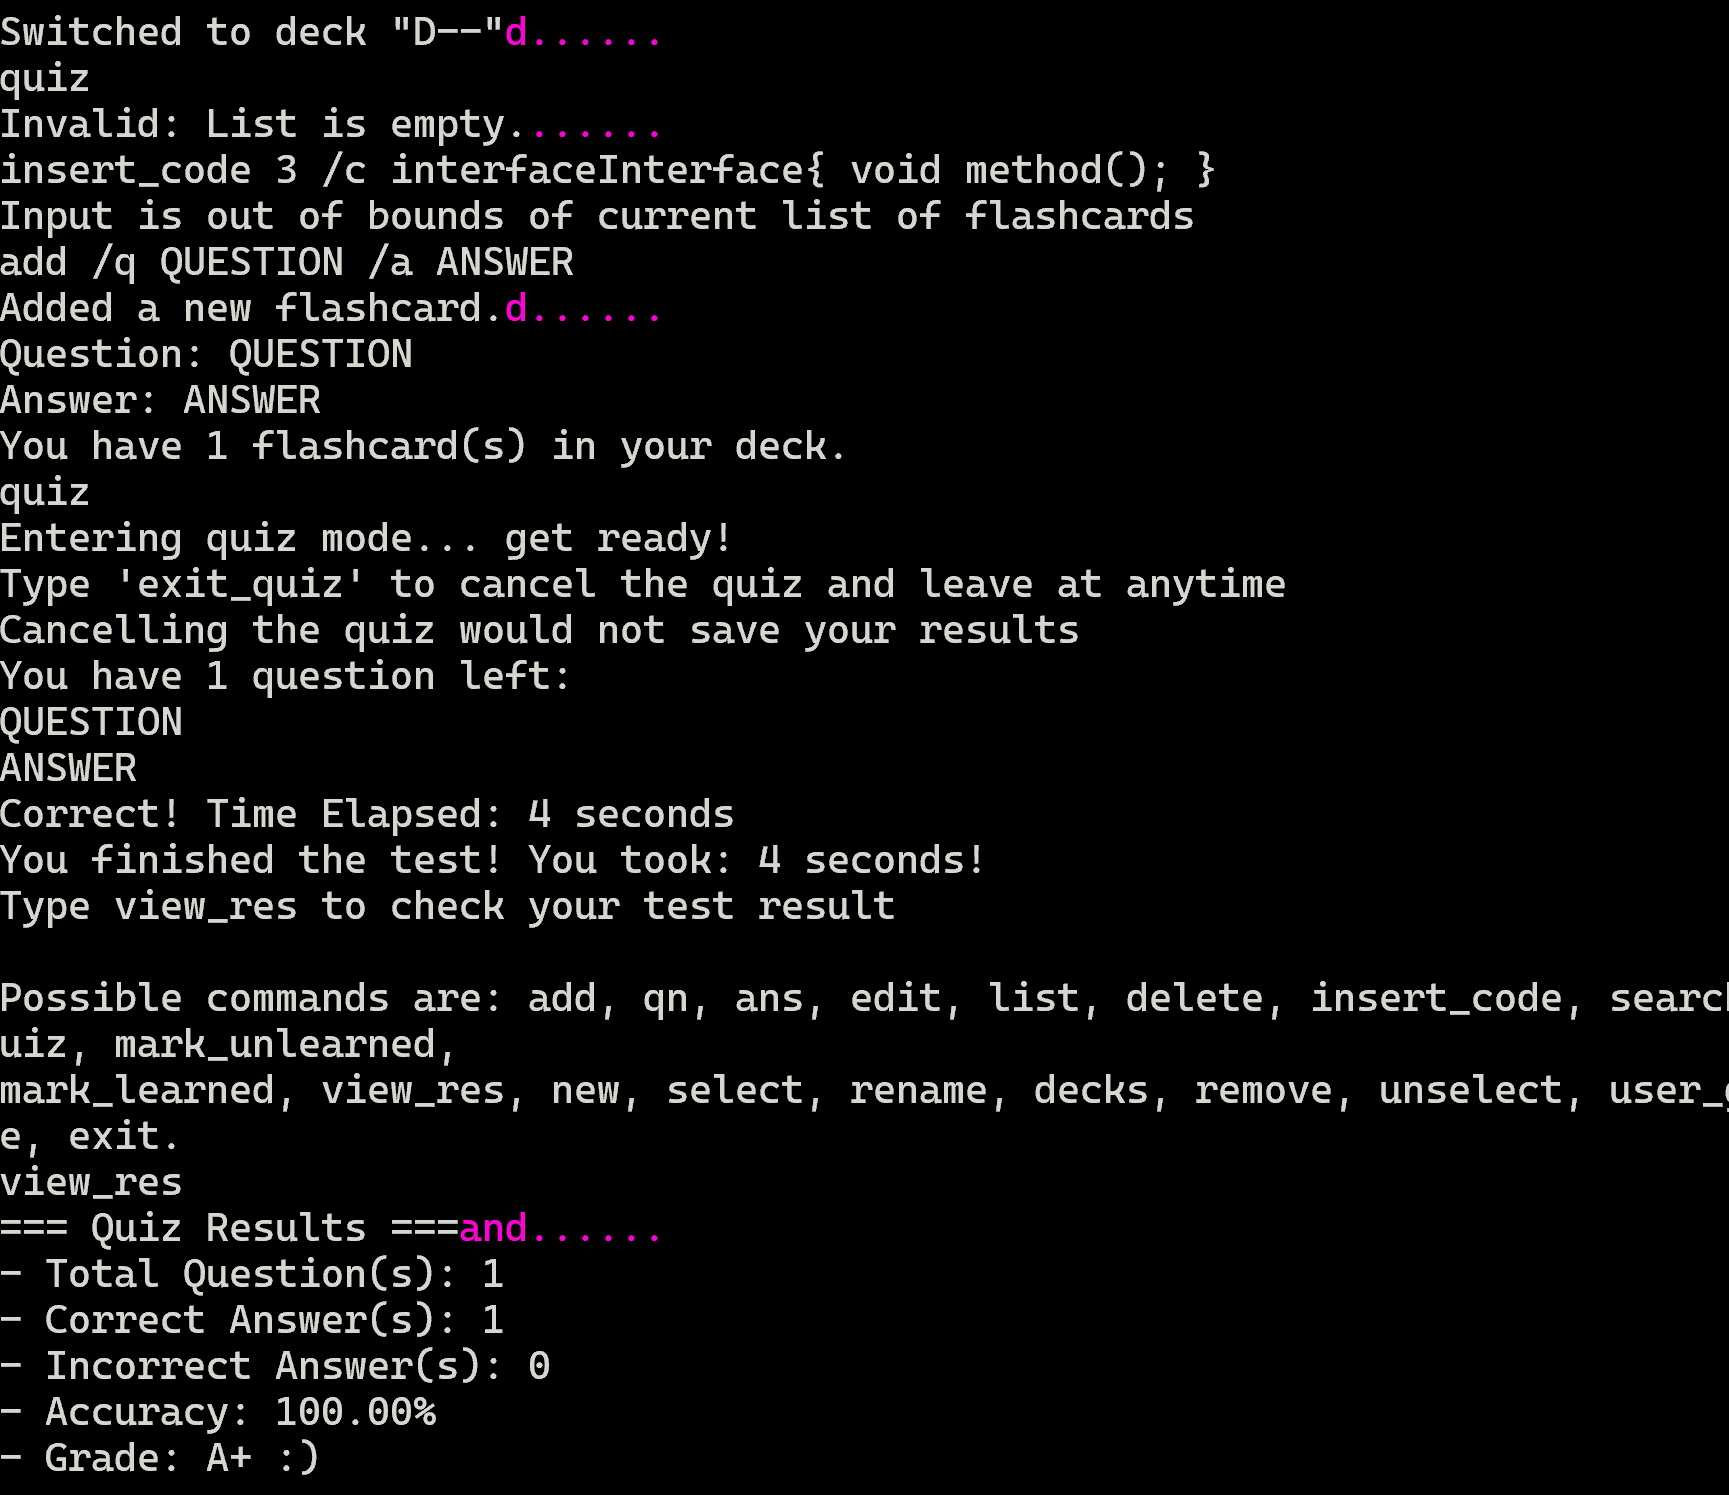 Switched to deck "D--"d......
quiz
Invalid: List is empty.......
insert_code 3 /c interfaceInterface{ void method(); }
Input is out of bounds of current list of flashcards
add /q QUESTION /a ANSWER
Added a new flashcard.d......
Question: QUESTION
Answer: ANSWER
You have 1 flashcard(s) in your deck.
quiz
Entering quiz mode... get ready!
Type 'exit_quiz' to cancel the quiz and leave at anytime
Cancelling the quiz would not save your results
You have 1 question left:
QUESTION
ANSWER
Correct! Time Elapsed: 4 seconds
You finished the test! You took: 4 seconds!
Type view_res to check your test result
Possible commands are: add, qn, ans, edit, list, delete, insert_code, searc
uiz, mark_unlearned,
mark_learned, view_res, new, select, rename, decks, remove, unselect, user_
e, exit.
view_res
=== Quiz Results ===and......
- Total Question(s): 1
- Correct Answer(s): 1
- Incorrect Answer(s): 0
- Accuracy: 100.00%
- Grade: A+ :)